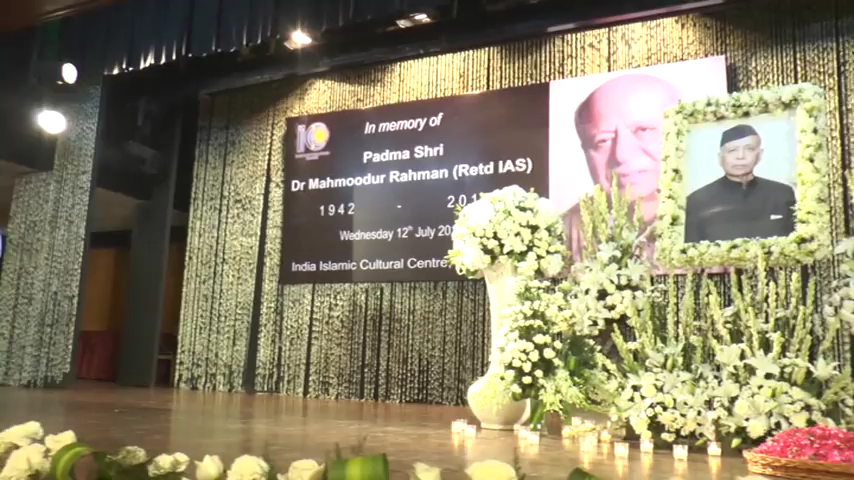 In memory of
Padma Shri
Dr Mahmoodur Rahman (Retd IAS)
1942 -
Wednesday 12th July
India Islamic Cultural Centre,